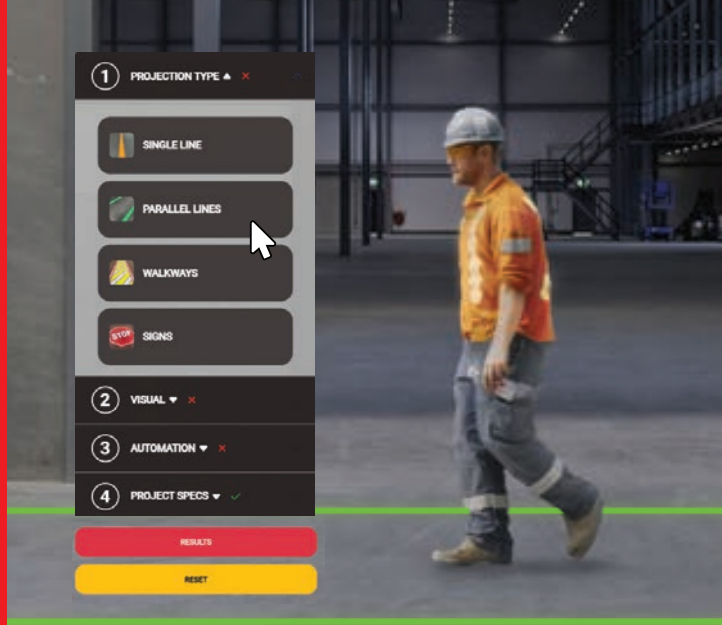 1 PROJECTION TYPE ▲ ×
SINGLE LINE
PARALLEL LINES
WALKWAYS
STOP SIGNS
2 VISUAL ▼ ×
3 AUTOMATION ▼ ×
4 PROJECT SPECS ▼ ✓
RESULTS
RESET